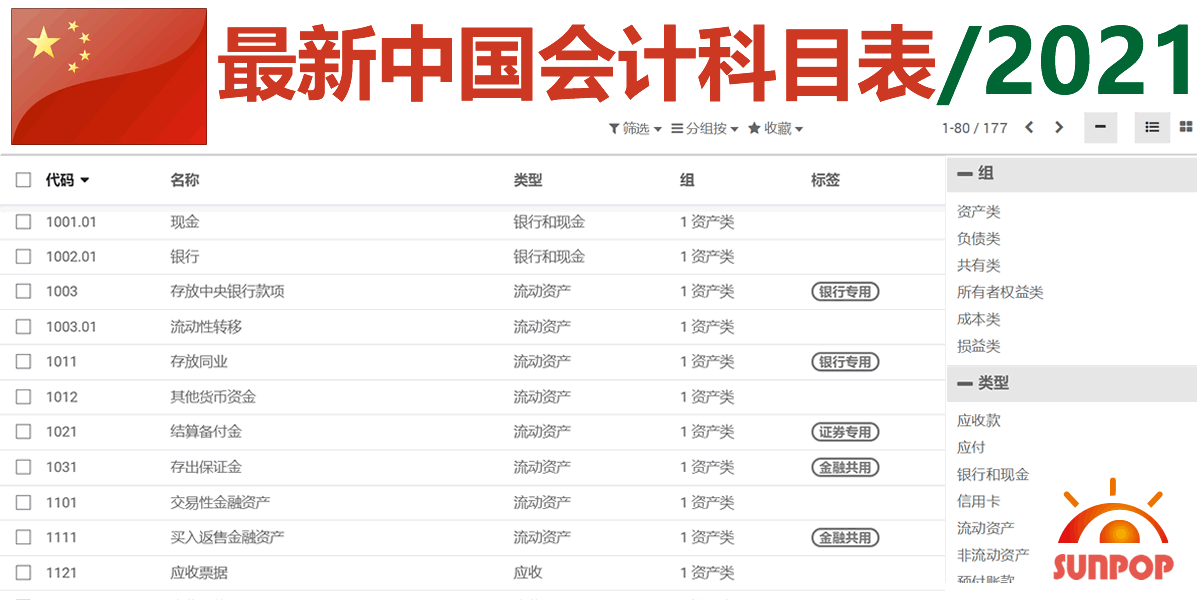 最新中国会计科目表/2021
筛选 分组按 收藏 1-80 / 177
代码 名称 类型 组 标签
1001.01 现金 银行和现金 1 资产类
1002.01 银行 银行和现金 1 资产类
1003 存放中央银行款项 流动资产 1 资产类 银行专用
1003.01 流动性转移 流动资产 1 资产类
1011 存放同业 流动资产 1 资产类 银行专用
1012 其他货币资金 流动资产 1 资产类
1021 结算备付金 流动资产 1 资产类 证券专用
1031 存出保证金 流动资产 1 资产类 金融共用
1101 交易性金融资产 流动资产 1 资产类
1111 买入返售金融资产 流动资产 1 资产类 金融共用
1121 应收票据 应收 1 资产类
组
资产类
负债类
共有类
所有者权益类
成本类
损益类
类型
应收款
应付
银行和现金
信用卡
流动资产
非流动资产
预付账款
SUNPOP